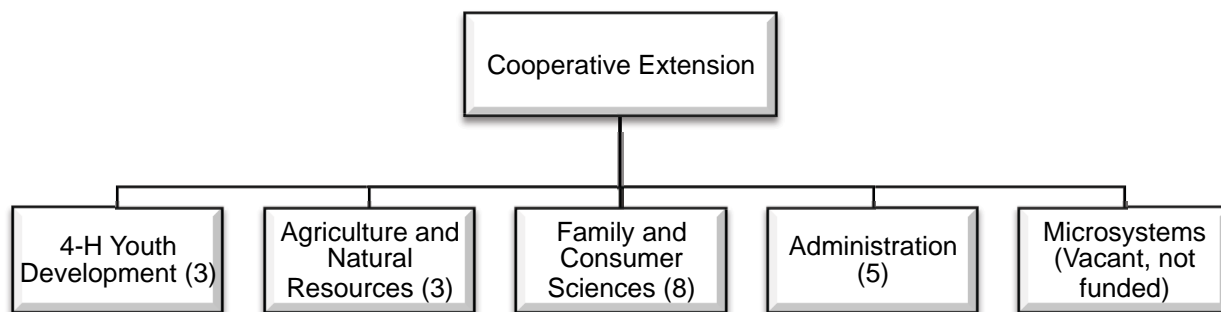 Cooperative Extension
4-H Youth
Development (3)
Agriculture and
Natural
Resources (3)
Family and
Consumer
Sciences (8)
Administration
(5)
Microsystems
(Vacant, not
funded)